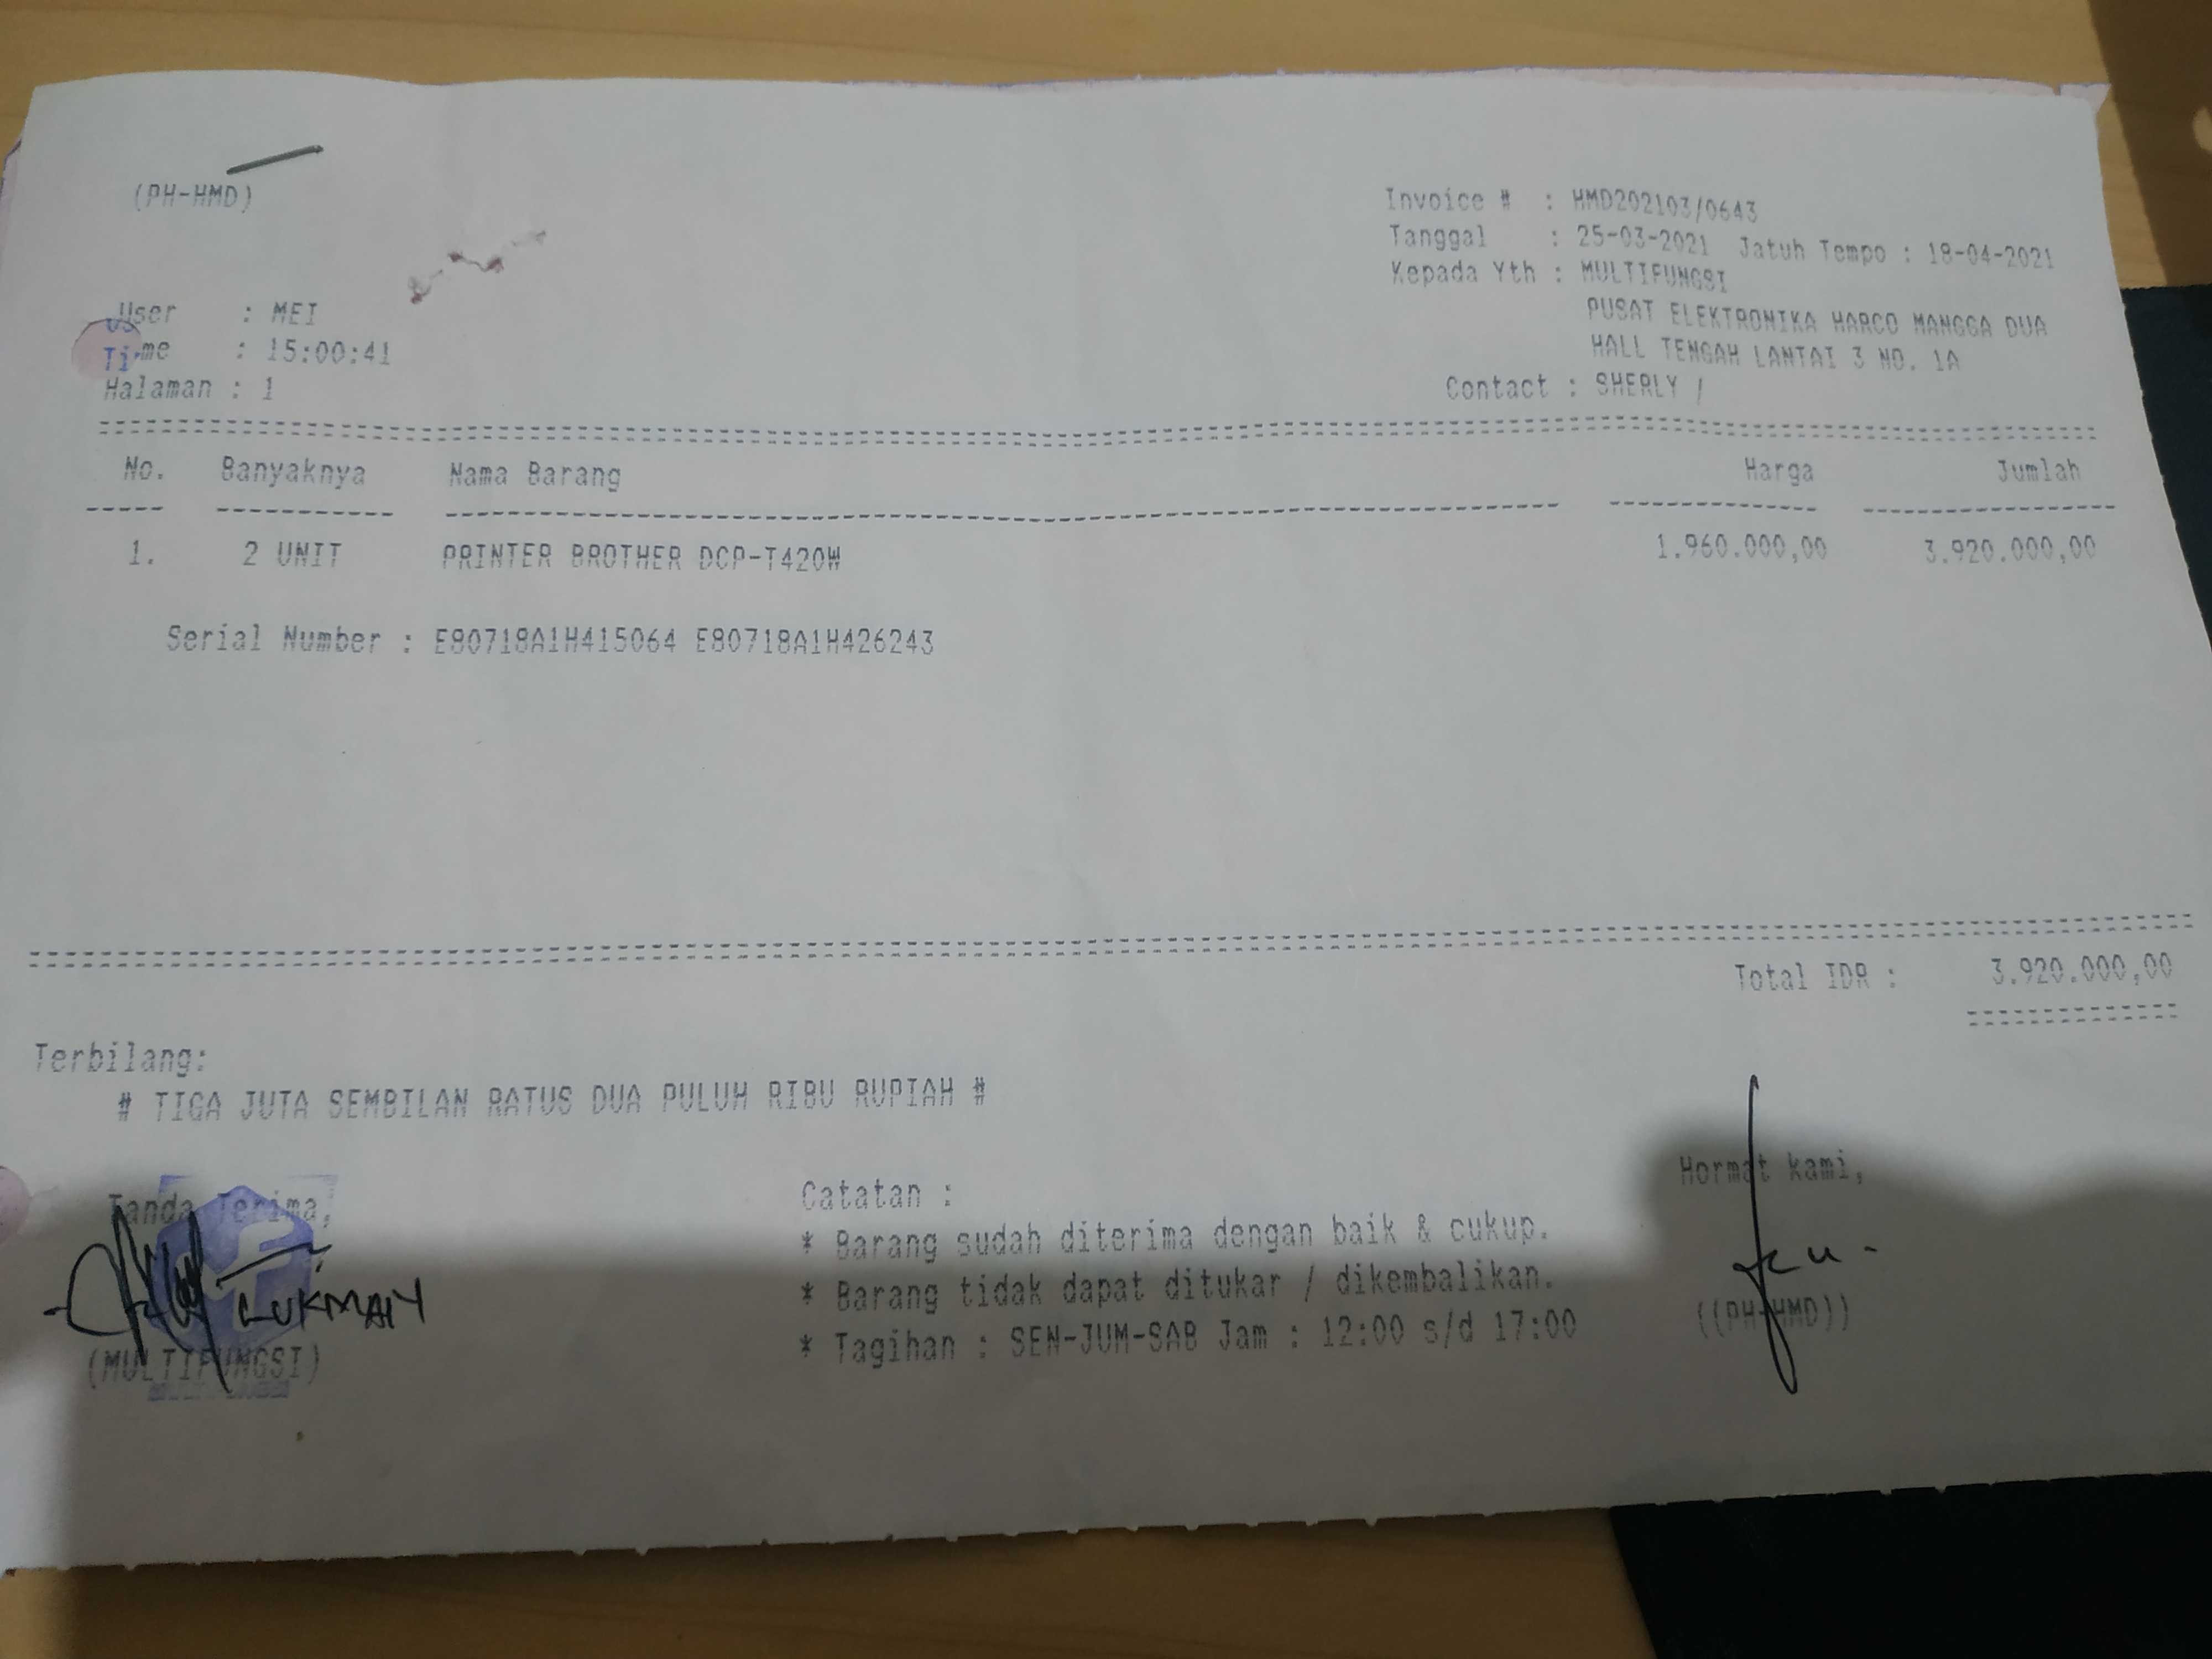 (PH-HMD)
Invoice # : HMD202103/0643
Tanggal : 25-03-2021 Jatuh Tempo : 18-04-2021
Kepada Yth : MULTIFUNGSI
PUSAT ELEKTRONIKA HARCO MANGGA DUA
HALL TENGAH LANTAI 3 NO. 1A
Contact : SHERLY /
User : MEI
Time : 15:00:41
Halaman : 1
No. Banyaknya Nama Barang Harga Jumlah
1. 2 UNIT PRINTER BROTHER DCP-T420W 1.960.000,00 3.920.000,00
Serial Number : E80718A1H415064 E80718A1H426243
Total IDR : 3.920.000,00
Terbilang:
# TIGA JUTA SEMBILAN RATUS DUA PULUH RIBU RUPIAH #
Tanda Terima,
LUKMAN
(MULTIFUNGSI)
Catatan :
* Barang sudah diterima dengan baik & cukup.
* Barang tidak dapat ditukar / dikembalikan.
* Tagihan : SEN-JUM-SAB Jam : 12:00 s/d 17:00
Hormat kami,
((PH-HMD))